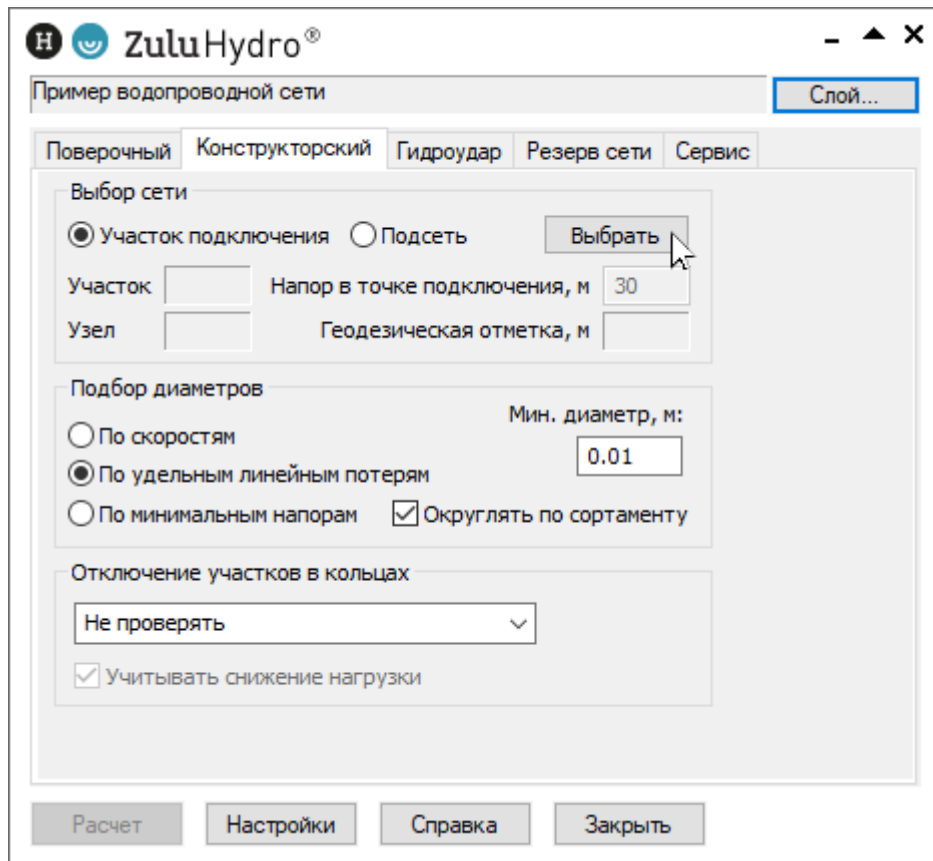 H ZuluHydro®
Пример водопроводной сети Слой...
Поверочный Конструкторский Гидроудар Резерв сети Сервис
Выбор сети
Участок подключения Подсеть Выбрать
Участок Напор в точке подключения, м 30
Узел Геодезическая отметка, м
Подбор диаметров
Мин. диаметр, м:
По скоростям
0.01
По удельным линейным потерям
По минимальным напорам Округлять по сортаменту
Отключение участков в кольцах
Не проверять
Учитывать снижение нагрузки
Расчет Настройки Справка Закрыть